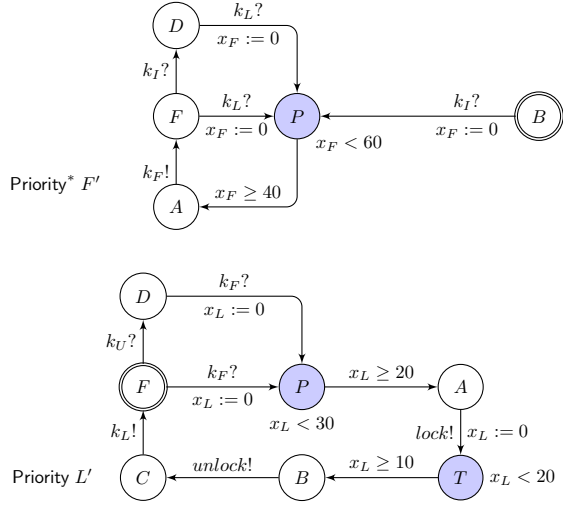 D
k_L?
x_F := 0
k_I?
F
k_L?
x_F := 0
P
x_F < 60
k_I?
x_F := 0
B
Priority* F′
k_F!
A
x_F ≥ 40
D
k_F?
x_L := 0
k_U?
F
k_F?
x_L := 0
P
x_L < 30
x_L ≥ 20
A
lock!
x_L := 0
k_L!
Priority L′
C
unlock!
B
x_L ≥ 10
T
x_L < 20